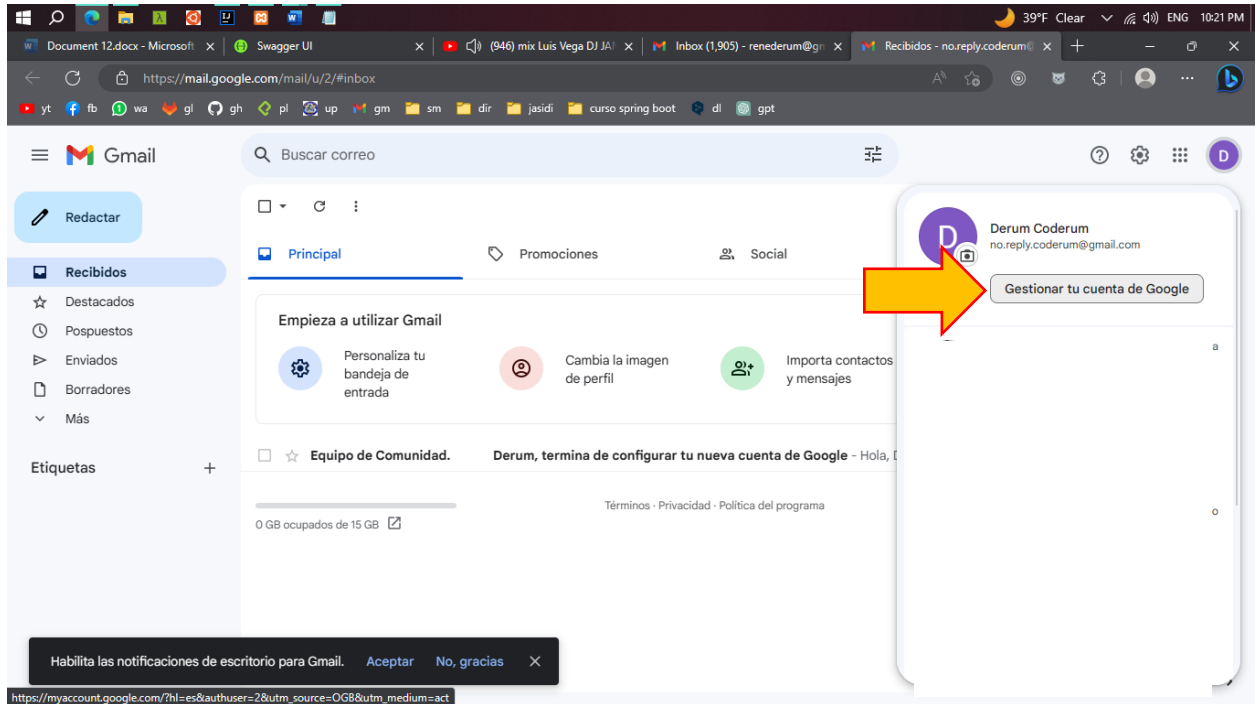 39°F Clear ENG 10:21 PM
Document 12.docx - Microsoft
Swagger UI
(946) mix Luis Vega DJ JA
Inbox (1,905) - renederum@g
Recibidos - no.reply.coderum@
https://mail.google.com/mail/u/2/#inbox
yt fb wa gl gh pl up gm sm dir jasidi curso spring boot dl gpt
Gmail
Buscar correo
D
Redactar
Recibidos
Destacados
Pospuestos
Enviados
Borradores
Más
Etiquetas
Principal
Promociones
Social
Empieza a utilizar Gmail
Personaliza tu
bandeja de
entrada
Cambia la imagen
de perfil
Importa contactos
y mensajes
Equipo de Comunidad. Derum, termina de configurar tu nueva cuenta de Google - Hola,
0 GB ocupados de 15 GB
Términos · Privacidad · Política del programa
D
Derum Coderum
no.reply.coderum@gmail.com
Gestionar tu cuenta de Google
a
o
Habilita las notificaciones de escritorio para Gmail. Aceptar No, gracias
https://myaccount.google.com/?hl=es&authuser=2&utm_source=OGB&utm_medium=act